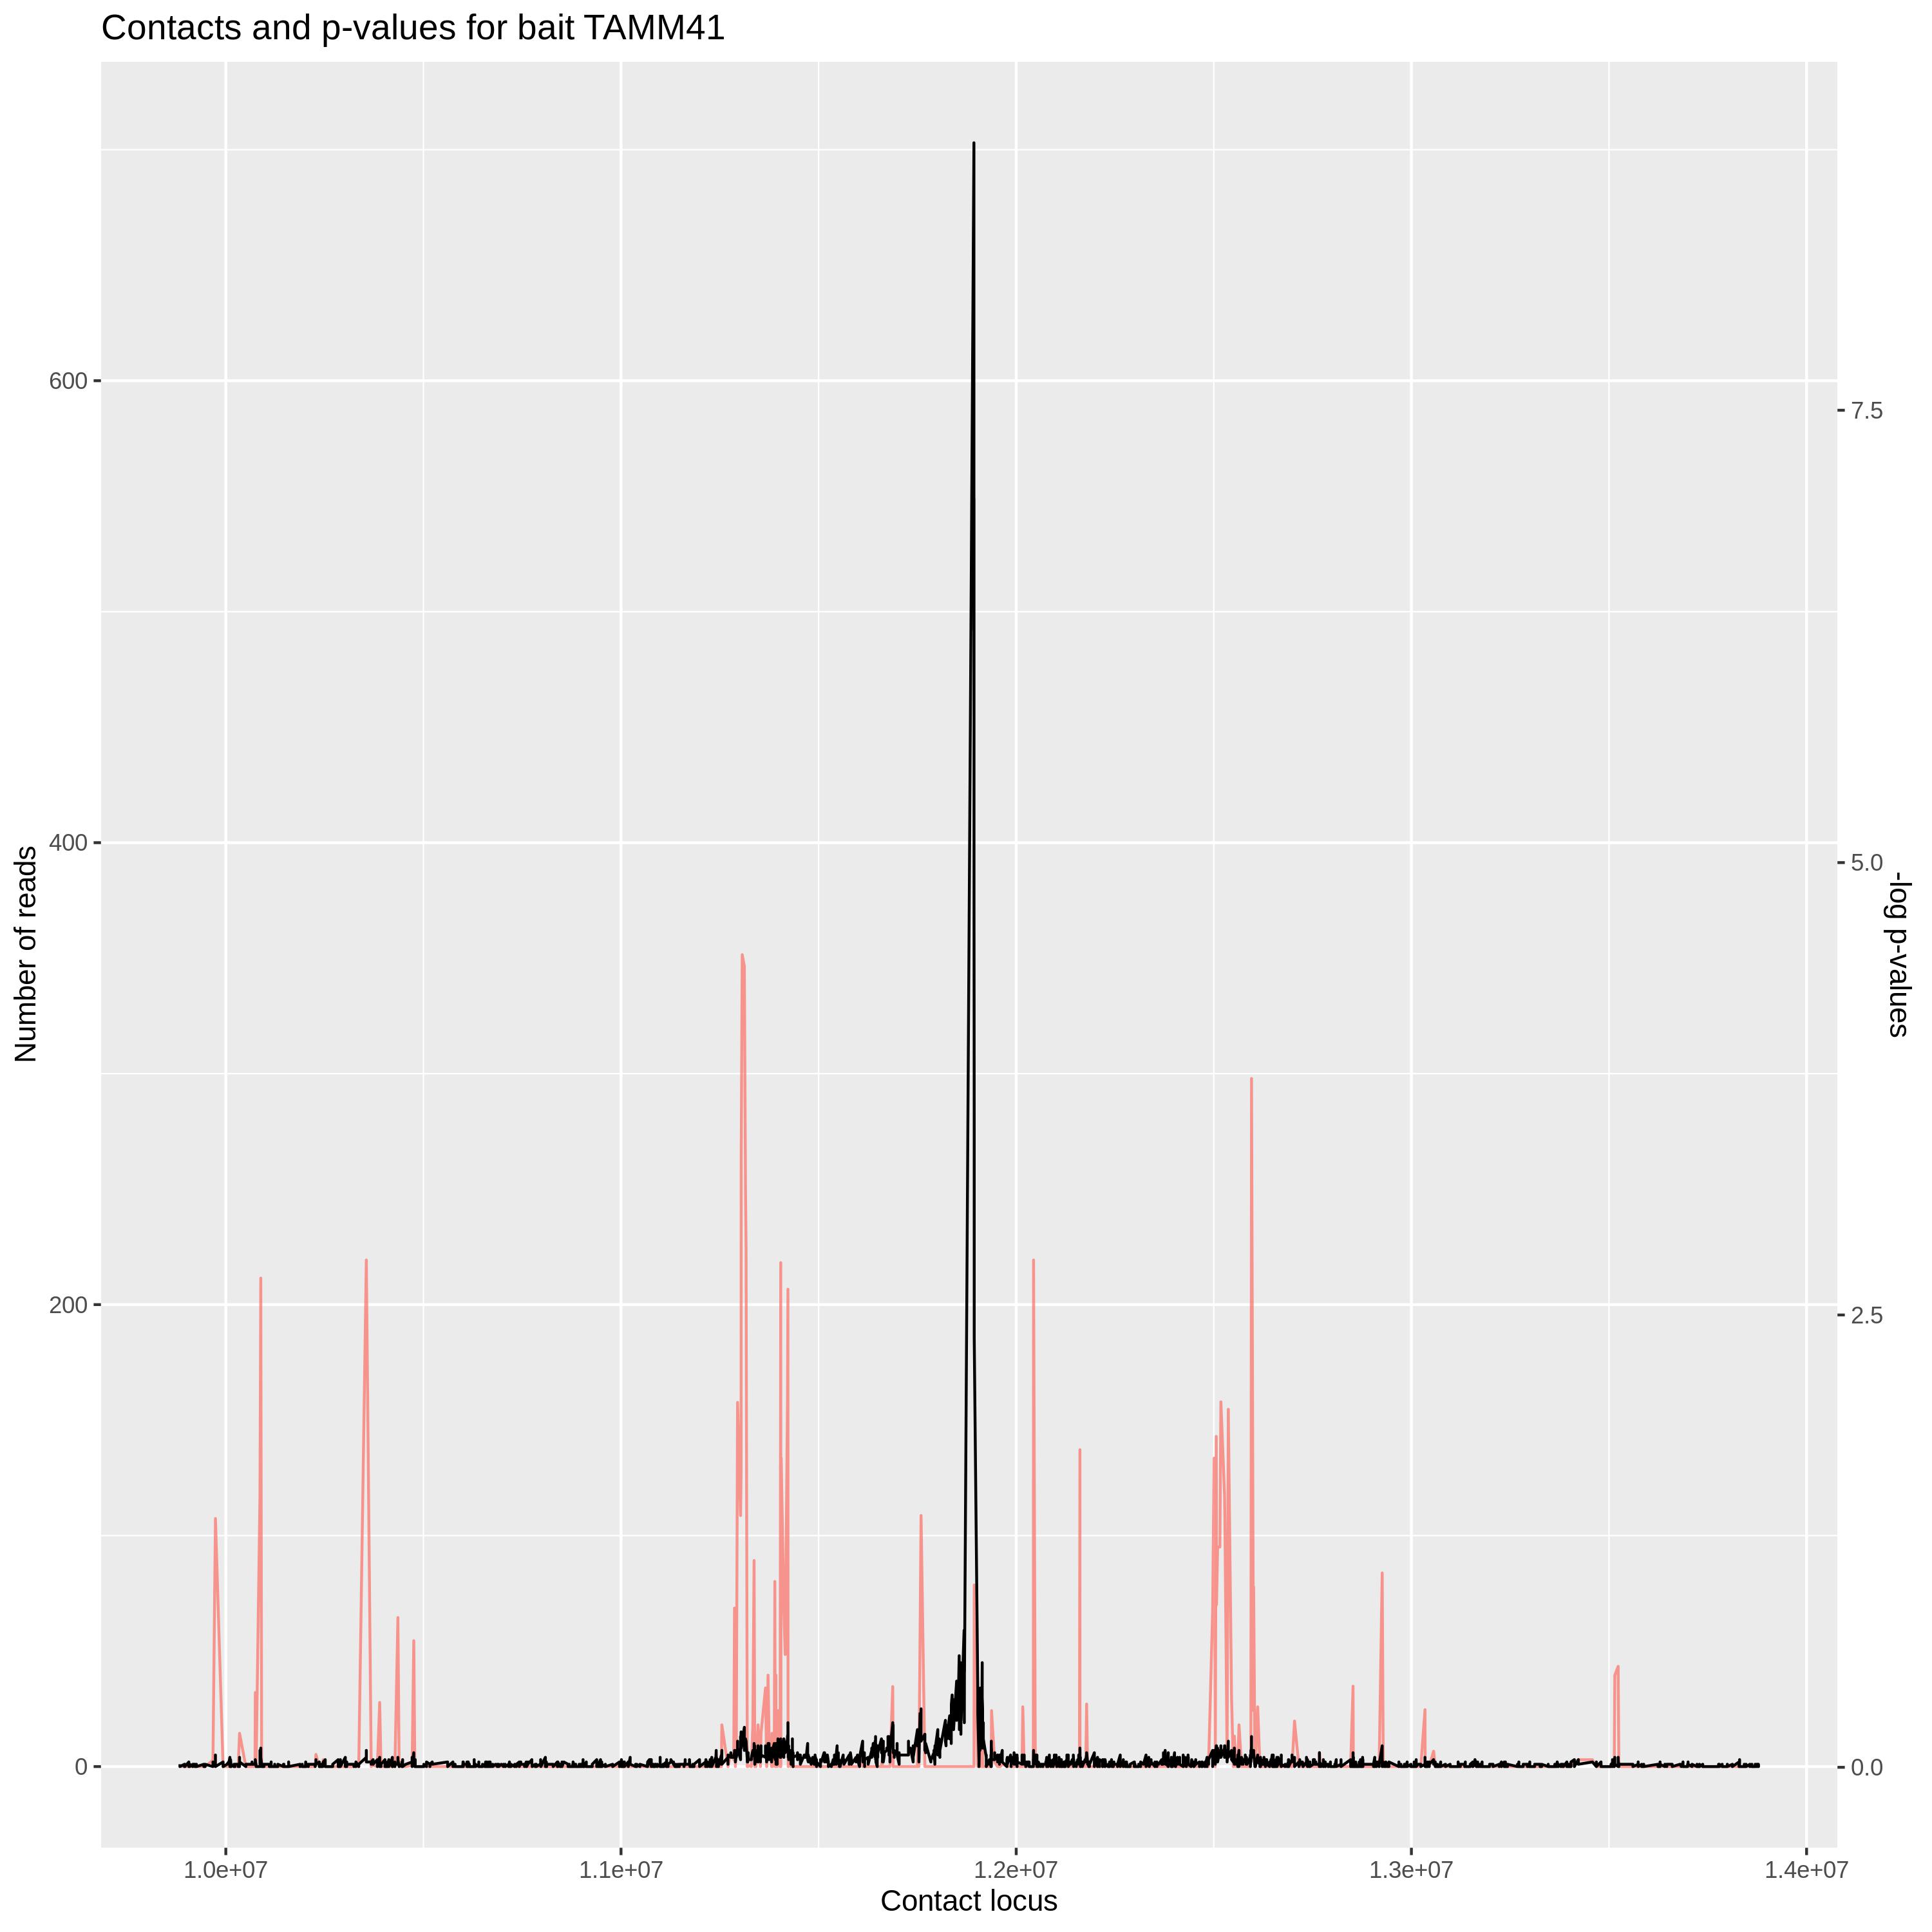 Contacts and p-values for bait TAMM41
Number of reads
600
400
200
0
7.5
5.0
2.5
0.0
-log p-values
1.0e+07
1.1e+07
1.2e+07
1.3e+07
1.4e+07
Contact locus